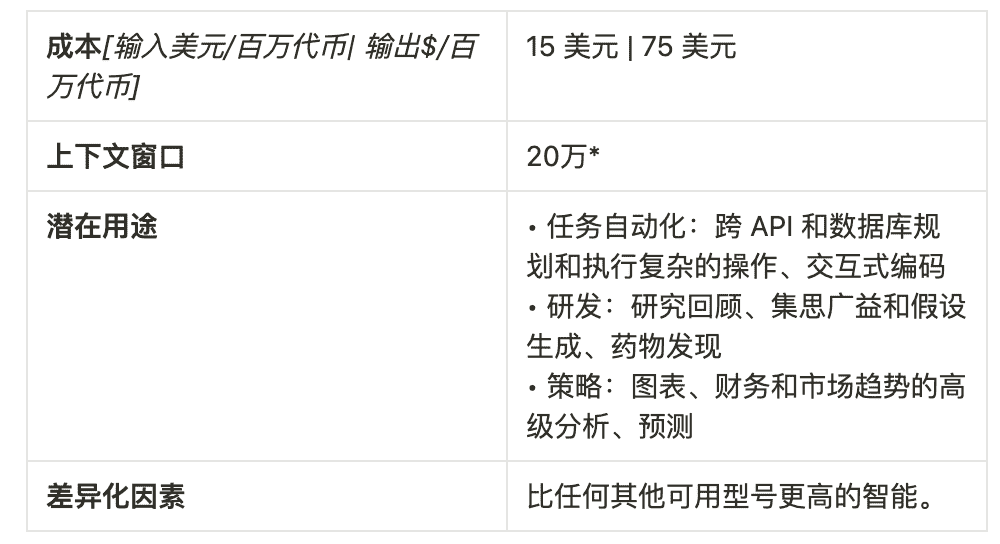 成本[输入美元/百万代币| 输出$/百
万代币]
15 美元 | 75 美元
上下文窗口
20万*
潜在用途
• 任务自动化：跨 API 和数据库规
划和执行复杂的操作、交互式编码
• 研发：研究回顾、集思广益和假设
生成、药物发现
• 策略：图表、财务和市场趋势的高
级分析、预测
差异化因素
比任何其他可用型号更高的智能。